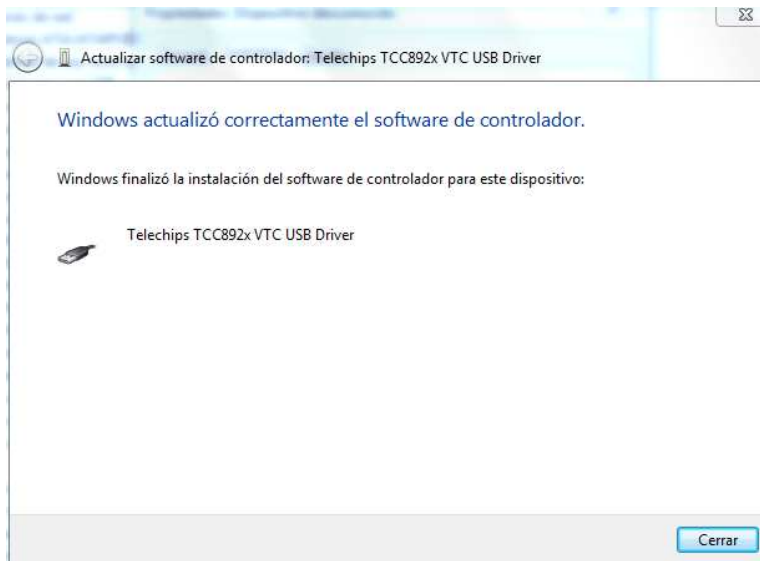 Actualizar software de controlador: Telechips TCC892x VTC USB Driver
Windows actualizó correctamente el software de controlador.
Windows finalizó la instalación del software de controlador para este dispositivo:
Telechips TCC892x VTC USB Driver
Cerrar